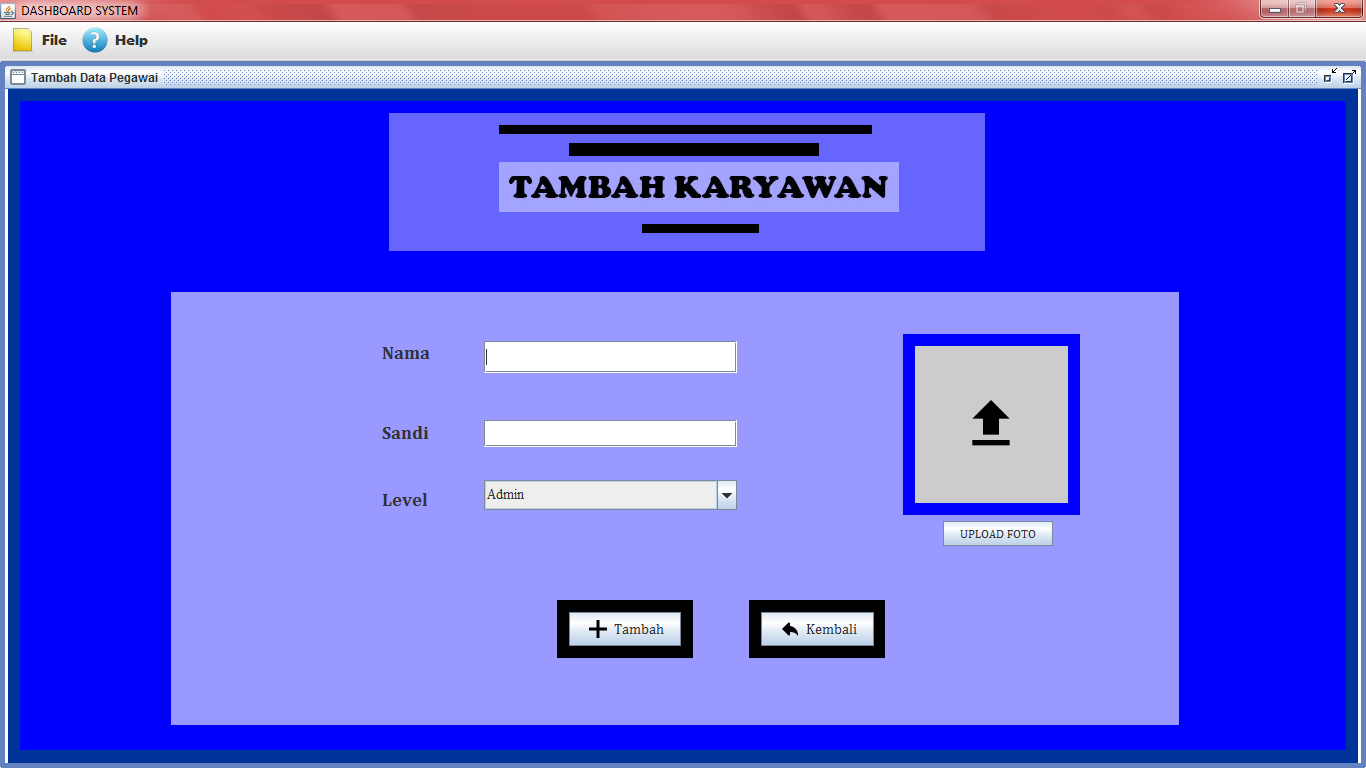 DASHBOARD SYSTEM
File
Help
Tambah Data Pegawai
TAMBAH KARYAWAN
Nama
Sandi
Level
Admin
UPLOAD FOTO
Tambah
Kembali